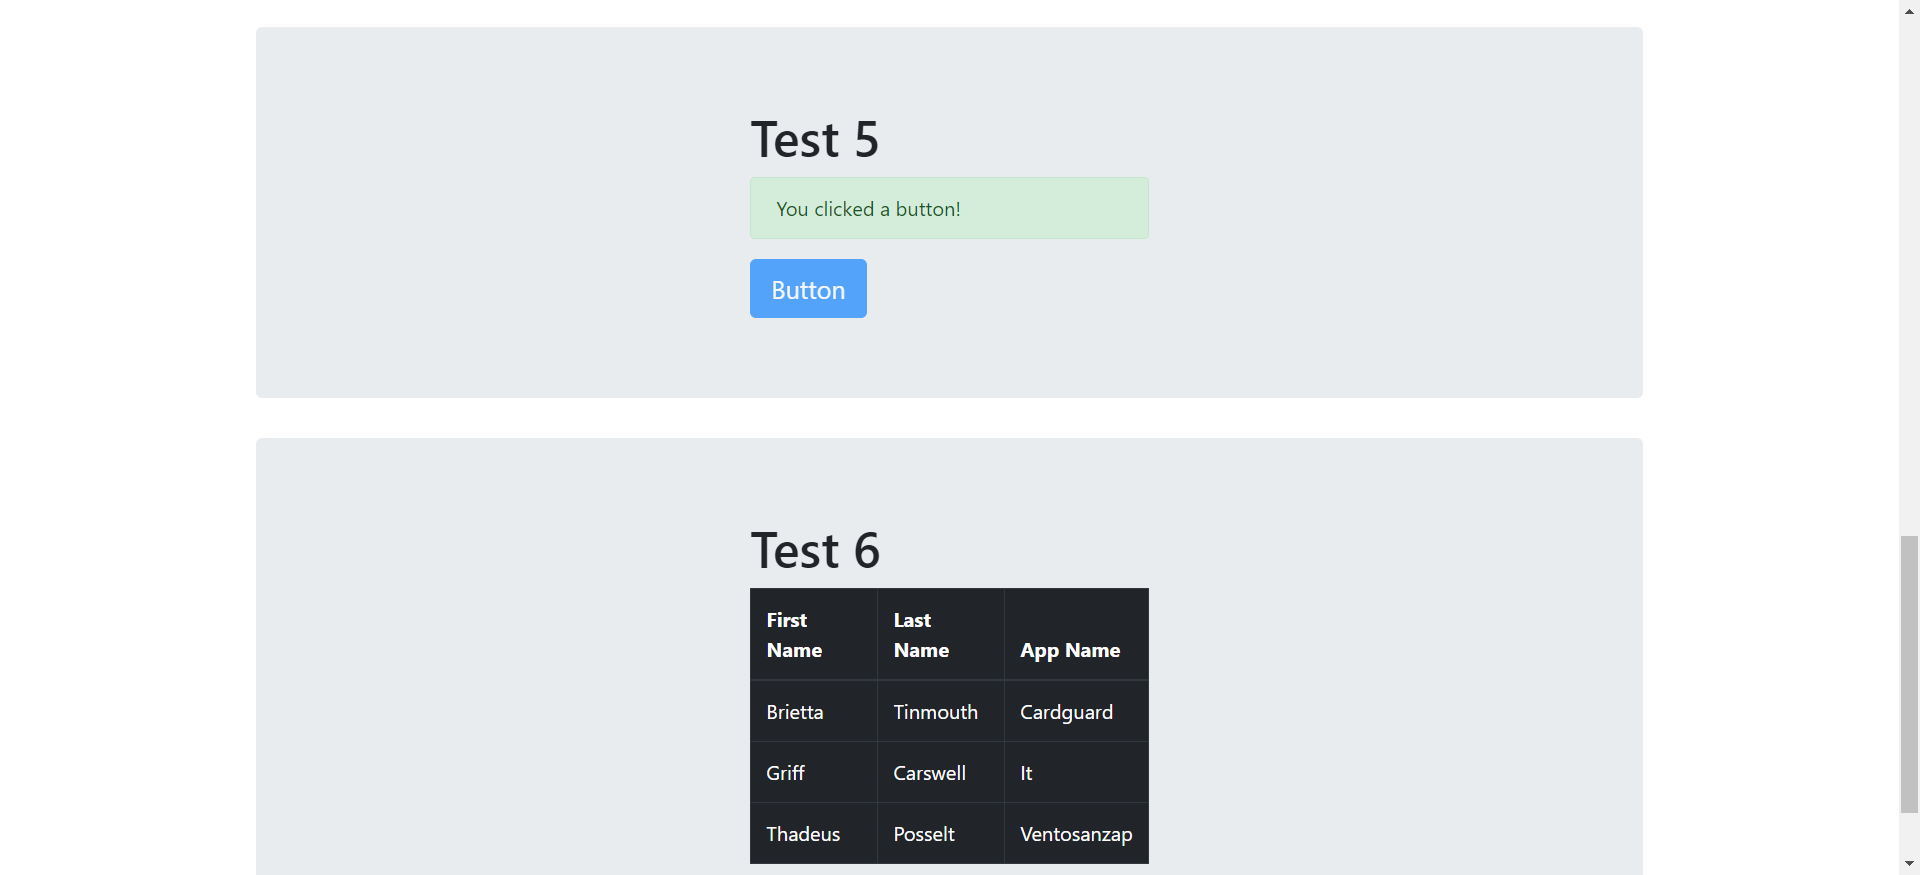 Test 5
You clicked a button!
Button
Test 6
First Name
Last Name
App Name
Brietta Tinmouth Cardguard
Griff Carswell It
Thadeus Posselt Ventosanzap